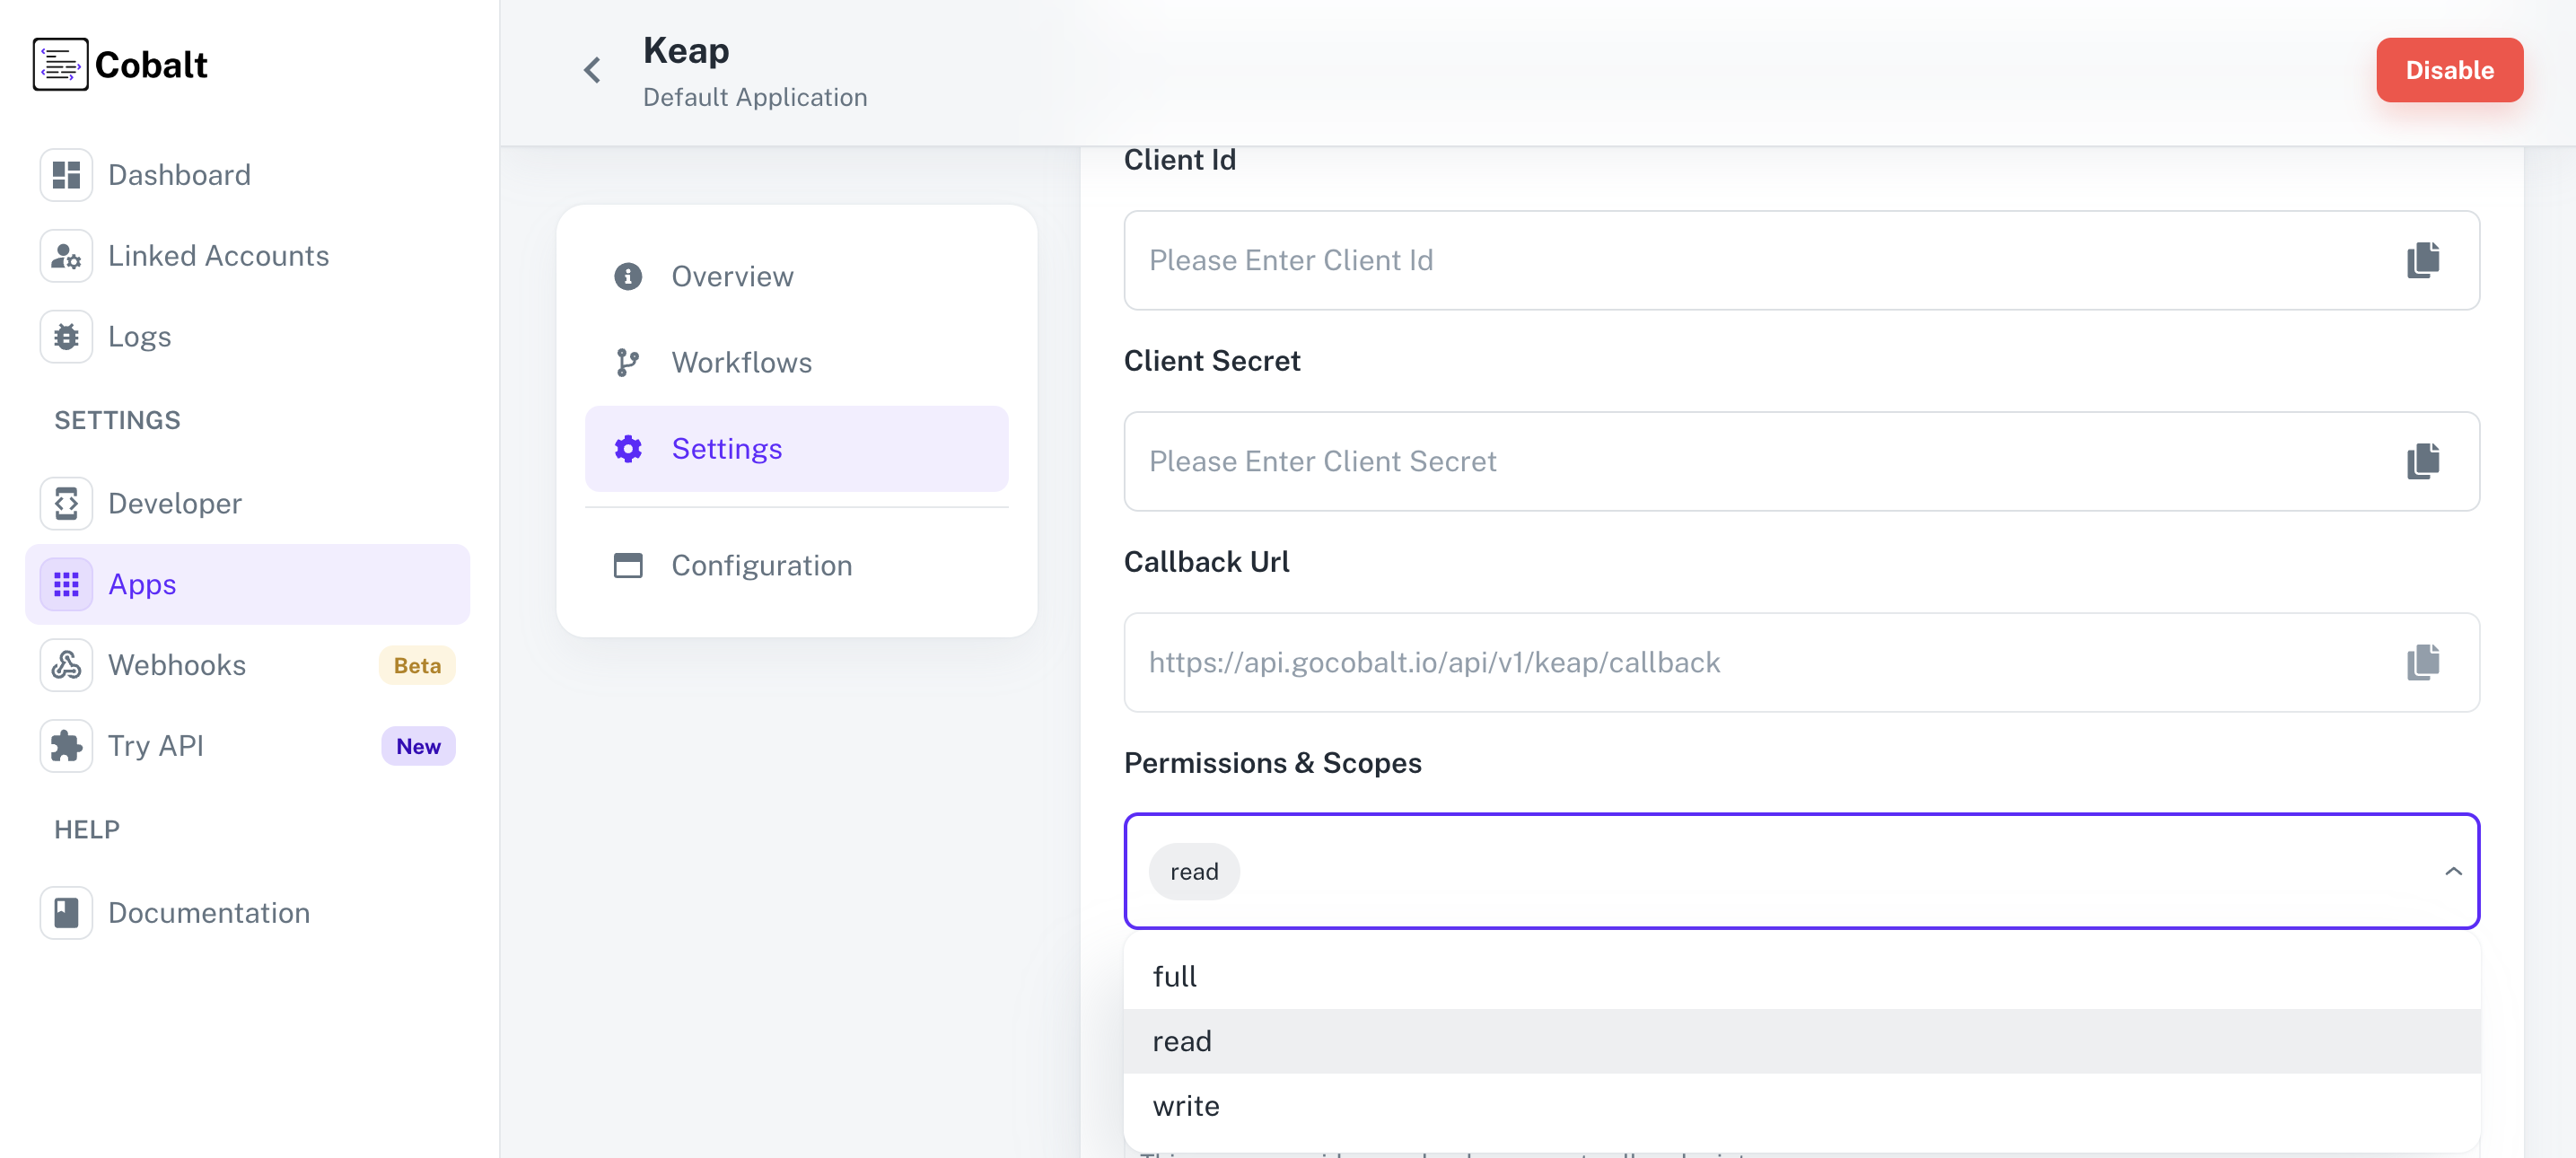 Cobalt
Dashboard
Linked Accounts
Logs
SETTINGS
Developer
Apps
Webhooks Beta
Try API New
HELP
Documentation
Keap
Default Application
Disable
Overview
Workflows
Settings
Configuration
Client Id
Please Enter Client Id
Client Secret
Please Enter Client Secret
Callback Url
https://api.gocobalt.io/api/v1/keap/callback
Permissions & Scopes
read
full
read
write